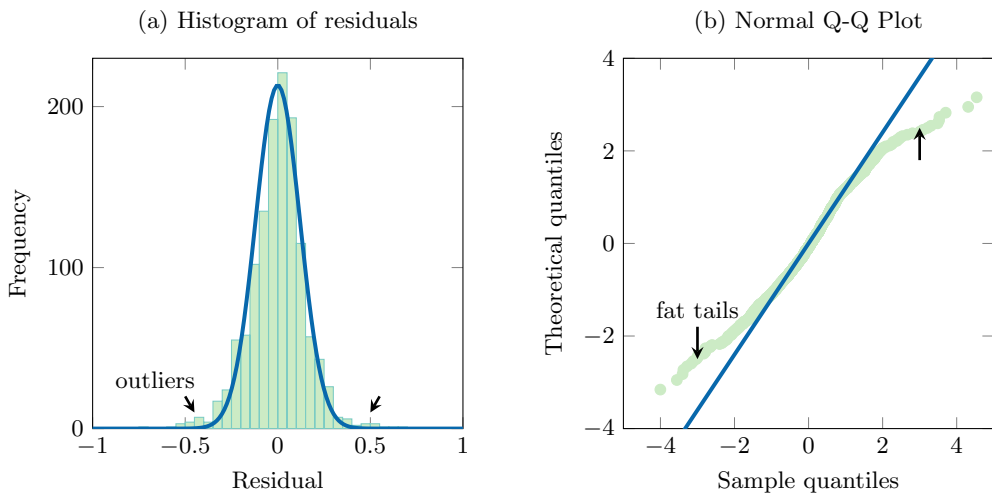 (a) Histogram of residuals
Frequency
200
100
0
outliers
−1
−0.5
0
0.5
1
Residual
(b) Normal Q-Q Plot
Theoretical quantiles
4
2
0
−2
−4
fat tails
−4
−2
0
2
4
Sample quantiles